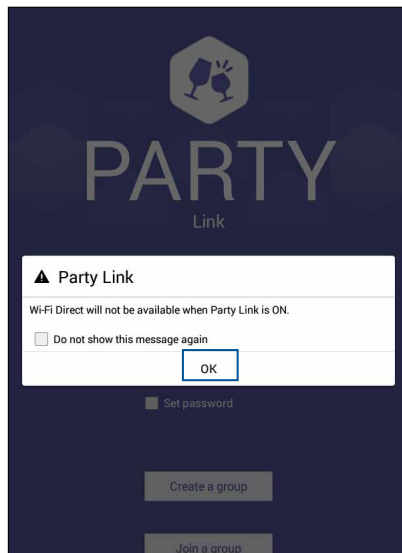 PARTY
Link
Party Link
Wi-Fi Direct will not be available when Party Link is ON.
Do not show this message again
OK
Set password
Create a group
Join a group